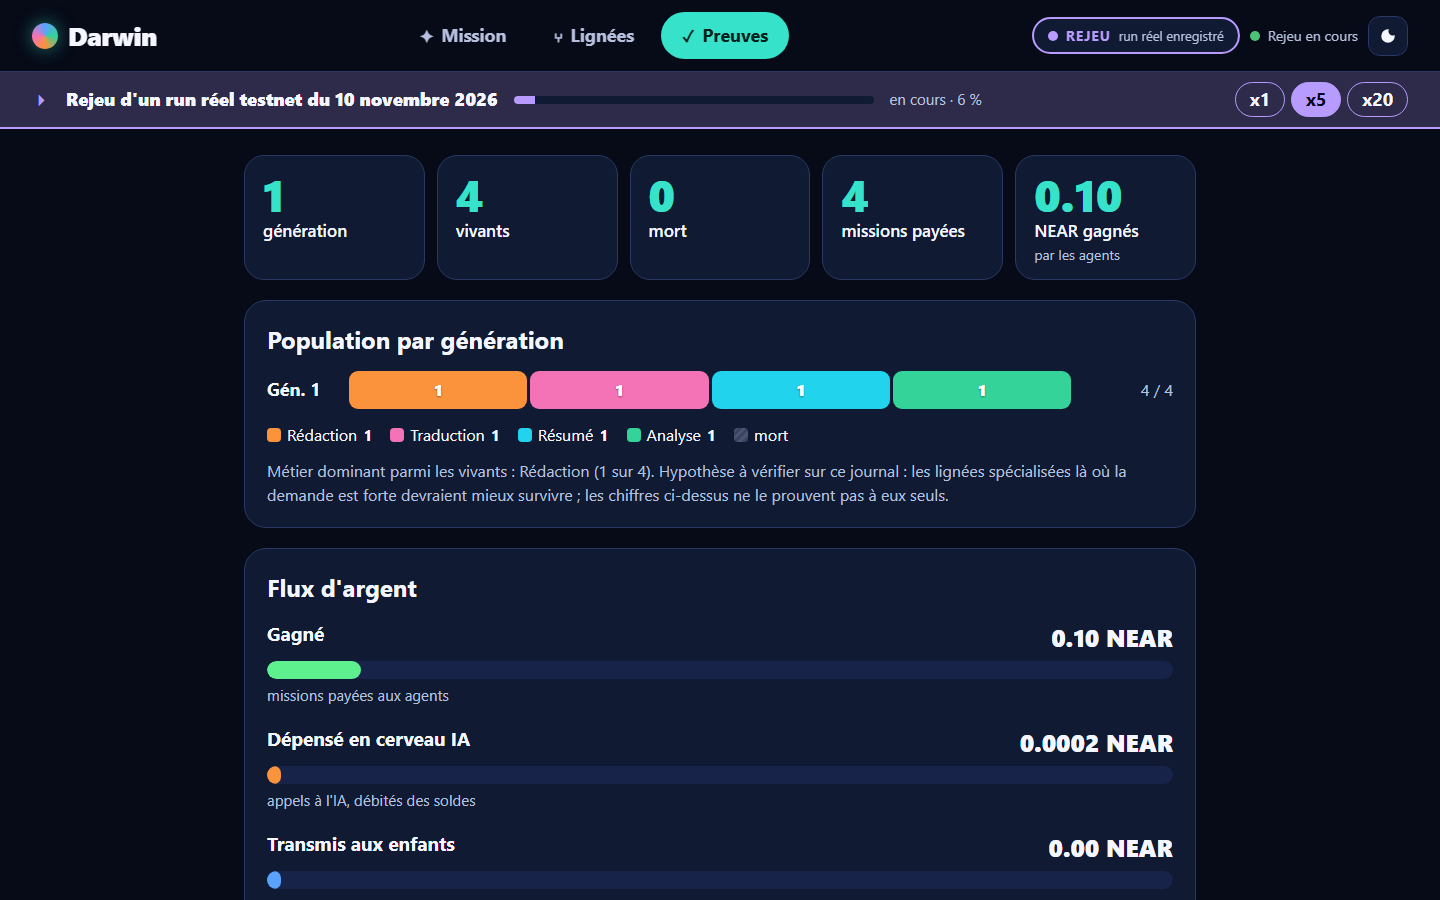 Darwin
Mission
Lignées
Preuves
REJEU run réel enregistré
Rejeu en cours
Rejeu d'un run réel testnet du 10 novembre 2026
en cours · 6 %
x1
x5
x20
1
génération
4
vivants
0
mort
4
missions payées
0.10
NEAR gagnés
par les agents
Population par génération
Gén. 1
1
1
1
1
4 / 4
Rédaction 1
Traduction 1
Résumé 1
Analyse 1
mort
Métier dominant parmi les vivants : Rédaction (1 sur 4). Hypothèse à vérifier sur ce journal : les lignées spécialisées là où la
demande est forte devraient mieux survivre ; les chiffres ci-dessus ne le prouvent pas à eux seuls.
Flux d'argent
Gagné
0.10 NEAR
missions payées aux agents
Dépensé en cerveau IA
0.0002 NEAR
appels à l'IA, débités des soldes
Transmis aux enfants
0.00 NEAR